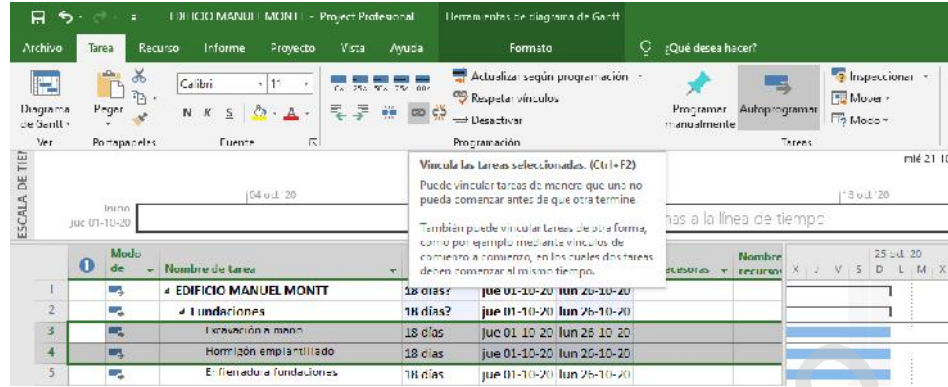 EDIFICIO MANUEL MONTT - Project Profesional
Herramientas de diagrama de Gantt
Archivo Tarea Recurso Informe Proyecto Vista Ayuda Formato ¿Qué desea hacer?
Diagrama de Gantt
Pegar
Calibri 11
N K S A
Actualizar según programación
Respetar vínculos
Desactivar
Programar manualmente
Autoprogramar
Inspeccionar
Mover
Modo
Ver Portapapeles Fuente Programación Tareas
Vincula las tareas seleccionadas. (Ctrl+F2)
Puede vincular tareas de manera que una no
pueda comenzar antes de que otra termine.
También puede vincular tareas de otra forma,
como por ejemplo mediante vínculos de
comienzo a comienzo, en los cuales dos tareas
deben comenzar al mismo tiempo.
mié 21-10
04 oct '20
18 oct '20
Inicio
jue 01-10-20
a la línea de tiempo
Modo de
Nombre de tarea
Nombre
25 oct '20
X J V S D L M X
1 EDIFICIO MANUEL MONTT 18 días? jue 01-10-20 lun 26-10-20
2 Fundaciones 18 días? jue 01-10-20 lun 26-10-20
3 Excavación a mano 18 días jue 01-10-20 lun 26-10-20
4 Hormigón emplantillado 18 días jue 01-10-20 lun 26-10-20
5 Enfierradura fundaciones 18 días jue 01-10-20 lun 26-10-20